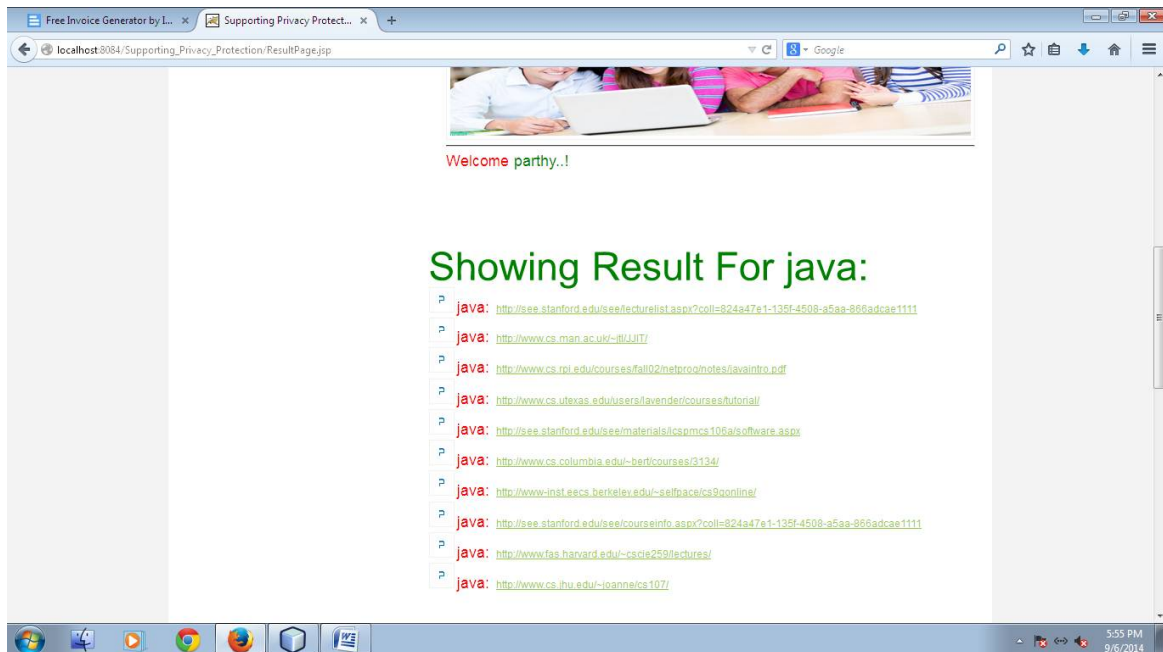 Free Invoice Generator by I...
Supporting Privacy Protect...
localhost:8084/Supporting_Privacy_Protection/ResultPage.jsp
Google
Welcome parthy..!
Showing Result For java:
java: http://see.stanford.edu/see/lecturelist.aspx?coll=824a47e1-135f-4508-a5aa-866adcae1111
java: http://www.cs.man.ac.uk/~jtl/JJIT/
java: http://www.cs.rpi.edu/courses/fall02/netprog/notes/javaintro.pdf
java: http://www.cs.utexas.edu/users/lavender/courses/tutorial/
java: http://see.stanford.edu/see/materials/icspmcs106a/software.aspx
java: http://www.cs.columbia.edu/~bert/courses/3134/
java: http://www-inst.eecs.berkeley.edu/~selfpace/cs9gonline/
java: http://see.stanford.edu/see/courseinfo.aspx?coll=824a47e1-135f-4508-a5aa-866adcae1111
java: http://www.fas.harvard.edu/~cscie259/lectures/
java: http://www.cs.jhu.edu/~joanne/cs107/
5:55 PM
9/6/2014